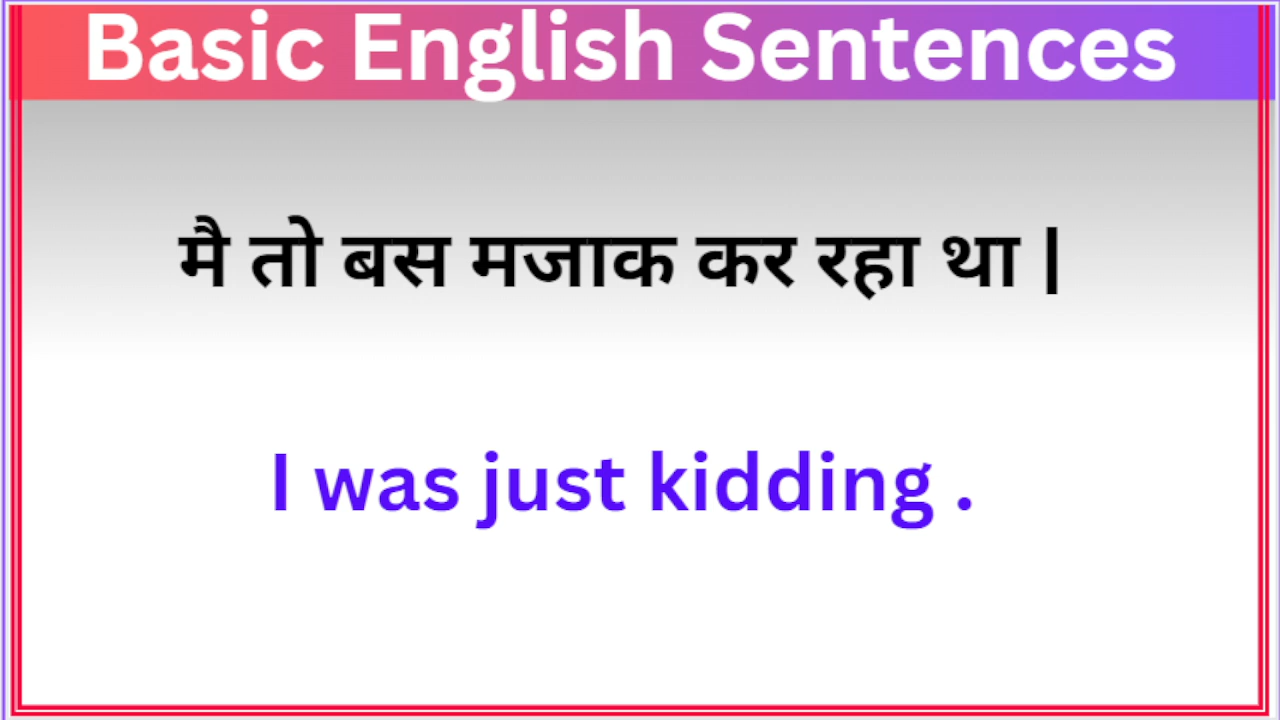 Basic English Sentences
मै तो बस मजाक कर रहा था |
I was just kidding .